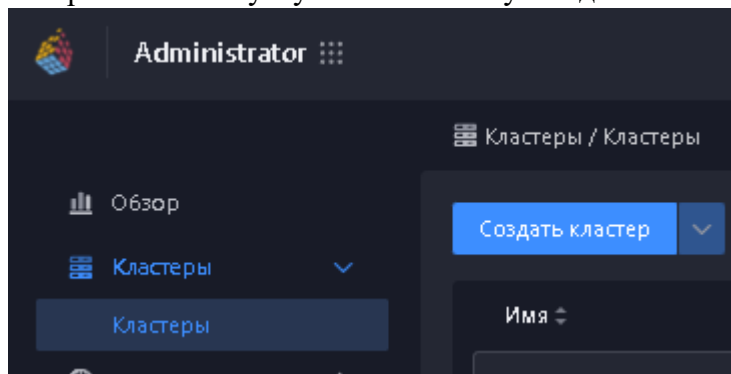 Administrator
Кластеры / Кластеры
Обзор
Создать кластер
Кластеры
Кластеры
Имя